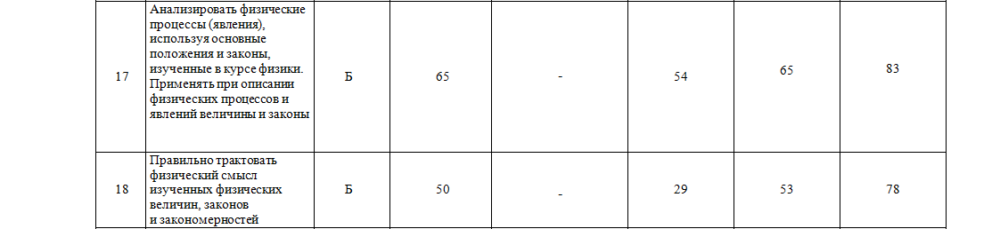 Анализировать физические
процессы (явления),
используя основные
положения и законы,
изученные в курсе физики.
Применять при описании
физических процессов и
явлений величины и законы
17 Б 65 - 54 65 83
Правильно трактовать
физический смысл
изученных физических
величин, законов
и закономерностей
18 Б 50 - 29 53 78